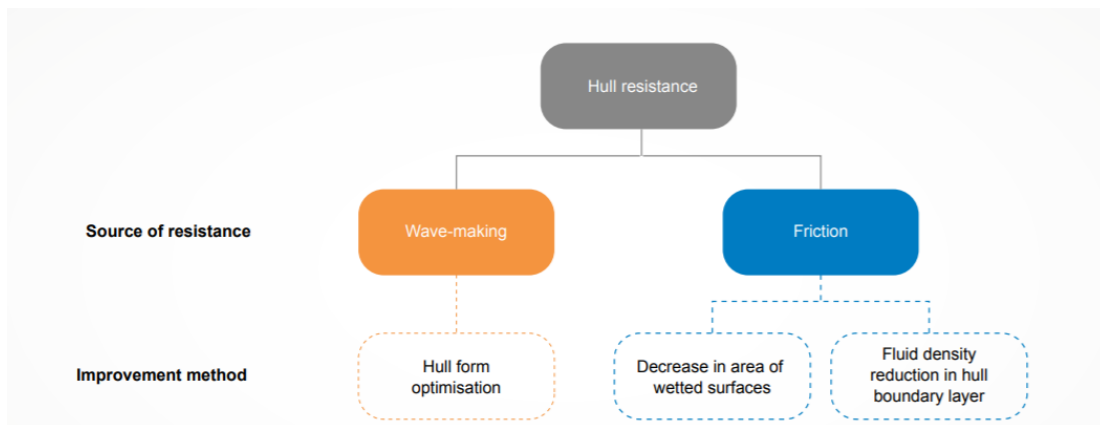 Hull resistance
Source of resistance
Wave-making
Friction
Improvement method
Hull form
optimisation
Decrease in area of
wetted surfaces
Fluid density
reduction in hull
boundary layer